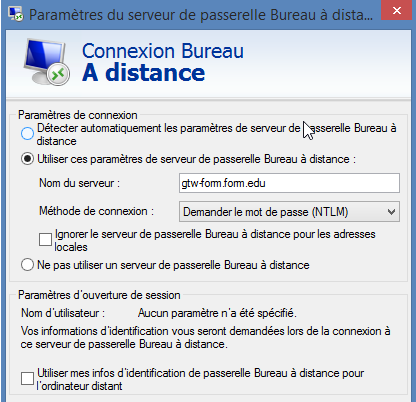 Paramètres du serveur de passerelle Bureau à dista...
Connexion Bureau
A distance
Paramètres de connexion
Détecter automatiquement les paramètres de serveur de passerelle Bureau à
distance
Utiliser ces paramètres de serveur de passerelle Bureau à distance :
Nom du serveur :
gtw-form.form.edu
Méthode de connexion :
Demander le mot de passe (NTLM)
Ignorer le serveur de passerelle Bureau à distance pour les adresses
locales
Ne pas utiliser un serveur de passerelle Bureau à distance
Paramètres d'ouverture de session
Nom d'utilisateur : Aucun paramètre n'a été spécifié.
Vos informations d'identification vous seront demandées lors de la connexion à
ce serveur de passerelle Bureau à distance.
Utiliser mes infos d'identification de passerelle Bureau à distance pour
l'ordinateur distant